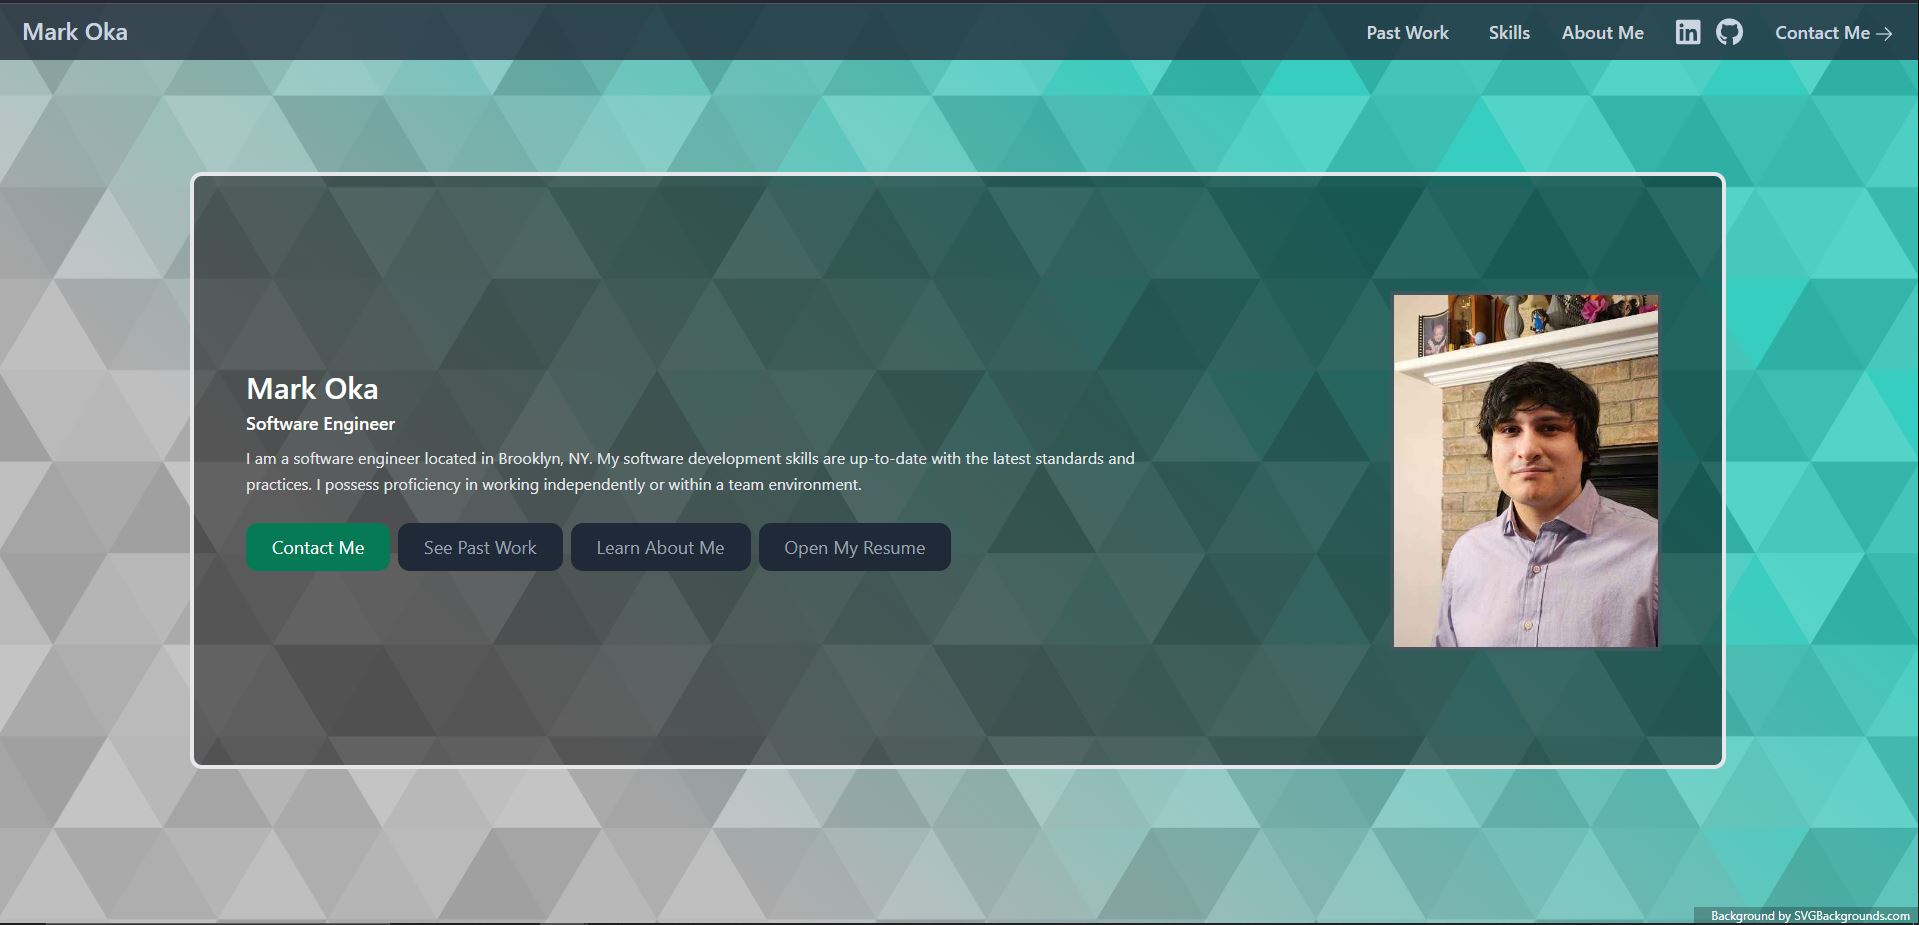 Mark Oka
Past Work
Skills
About Me
in
Contact Me →
Mark Oka
Software Engineer
I am a software engineer located in Brooklyn, NY. My software development skills are up-to-date with the latest standards and
practices. I possess proficiency in working independently or within a team environment.
Contact Me
See Past Work
Learn About Me
Open My Resume
Background by SVGBackgrounds.com